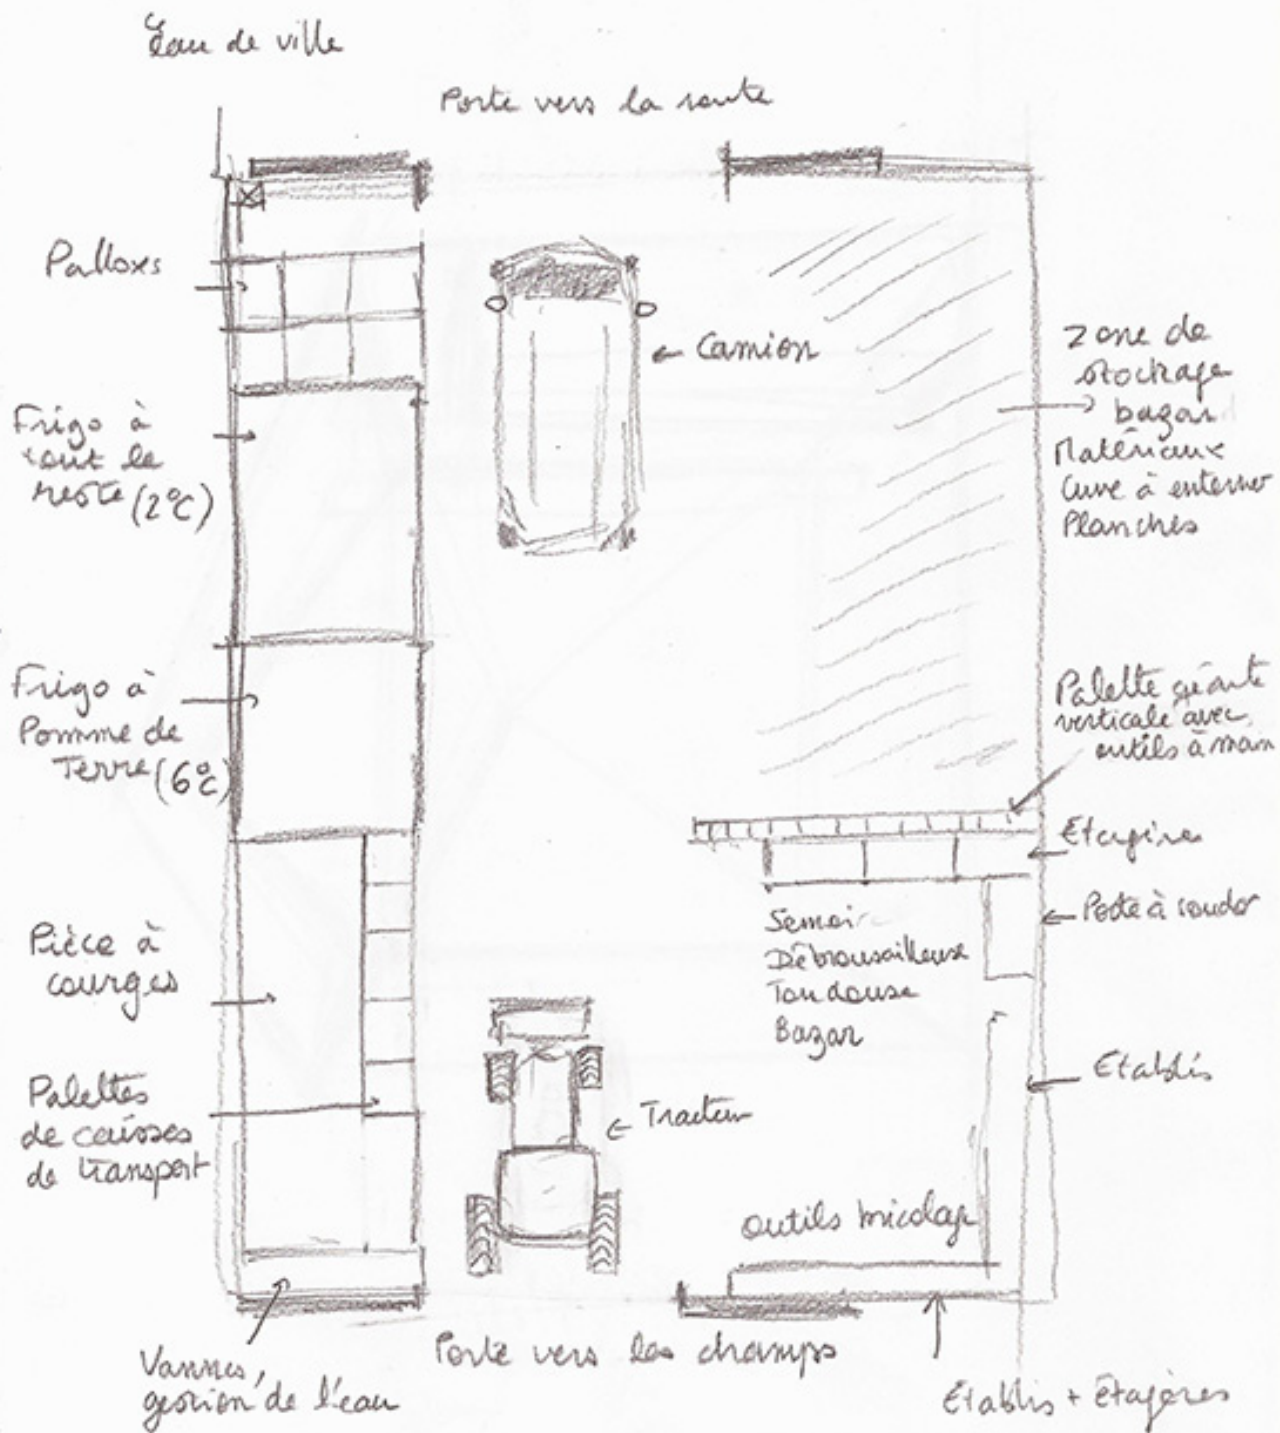 Eau de ville
Porte vers la route
Palloxs
Camion
Zone de
stockage
bazar
Matériaux
Cuve à enterrer
Planches
Frigo à
tout le
reste (2°C)
Frigo à
Pomme de
Terre (6°C)
Palette géante
verticale avec
outils à main
Etagères
Poste à souder
Semoir
Débrousailleuse
Tondeuse
Bazar
Pièce à
courges
Etablis
Palettes
de caisses
de transport
Tracteur
outils bricolage
Porte vers les champs
Vannes,
gestion de l'eau
Etablis + étagères